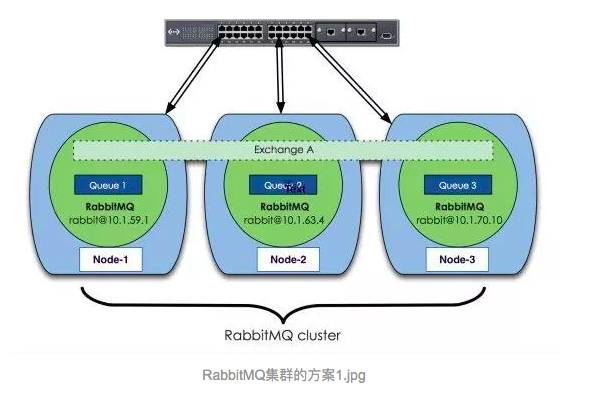 Exchange A
Queue 1
Queue 2
Text
Queue 3
RabbitMQ
rabbit@10.1.59.1
RabbitMQ
rabbit@10.1.63.4
RabbitMQ
rabbit@10.1.70.10
Node-1
Node-2
Node-3
RabbitMQ cluster
RabbitMQ集群的方案1.jpg